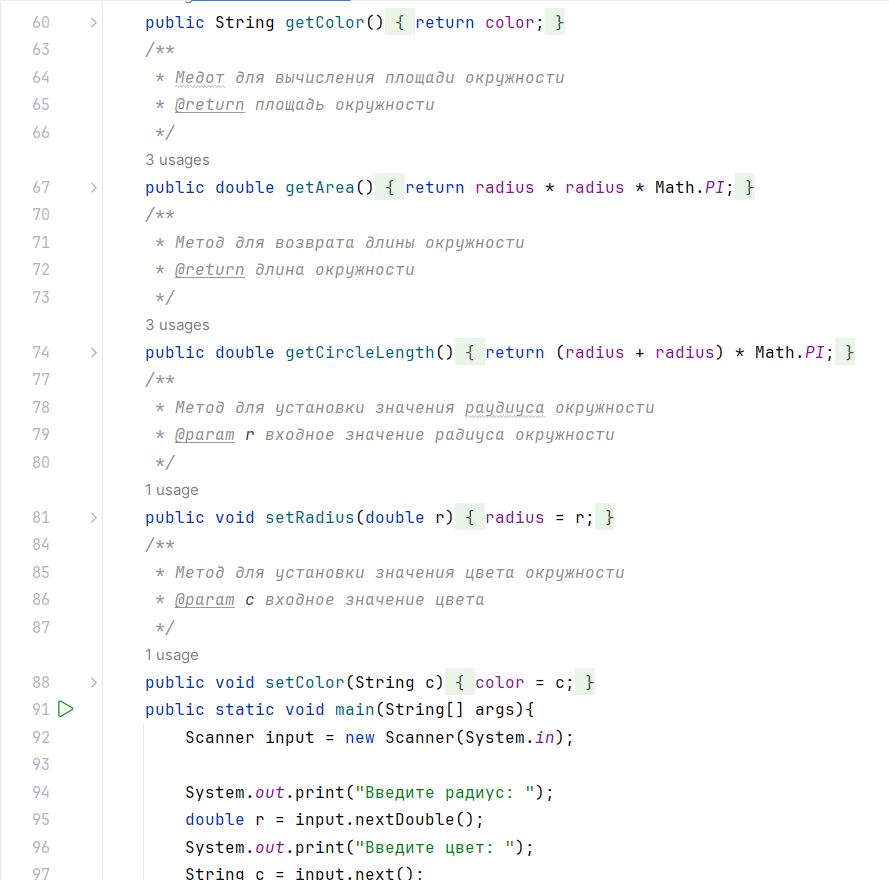 60 public String getColor() { return color; }
63 /**
64 * Медот для вычисления площади окружности
65 * @return площадь окружности
66 */
3 usages
67 public double getArea() { return radius * radius * Math.PI; }
70 /**
71 * Метод для возврата длины окружности
72 * @return длина окружности
73 */
3 usages
74 public double getCircleLength() { return (radius + radius) * Math.PI; }
77 /**
78 * Метод для установки значения раудиуса окружности
79 * @param r входное значение радиуса окружности
80 */
1 usage
81 public void setRadius(double r) { radius = r; }
84 /**
85 * Метод для установки значения цвета окружности
86 * @param c входное значение цвета
87 */
1 usage
88 public void setColor(String c) { color = c; }
91 public static void main(String[] args){
92 Scanner input = new Scanner(System.in);
93
94 System.out.print("Введите радиус: ");
95 double r = input.nextDouble();
96 System.out.print("Введите цвет: ");
97 String c = input.next();